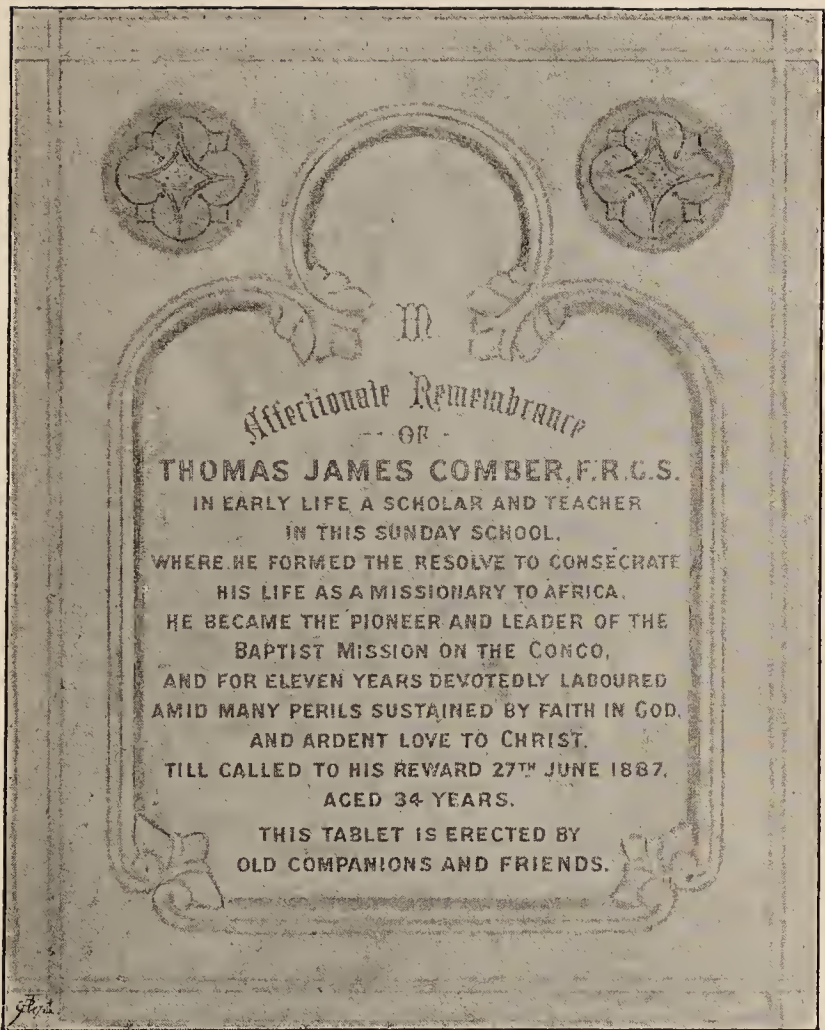 In
Affectionate Remembrance
-- OF -
THOMAS JAMES COMBER, F.R.G.S.
IN EARLY LIFE A SCHOLAR AND TEACHER
IN THIS SUNDAY SCHOOL,
WHERE HE FORMED THE RESOLVE TO CONSECRATE
HIS LIFE AS A MISSIONARY TO AFRICA.
HE BECAME THE PIONEER AND LEADER OF THE
BAPTIST MISSION ON THE CONGO,
AND FOR ELEVEN YEARS DEVOTEDLY LABOURED
AMID MANY PERILS SUSTAINED BY FAITH IN GOD,
AND ARDENT LOVE TO CHRIST,
TILL CALLED TO HIS REWARD 27TH JUNE 1887,
AGED 34 YEARS.
THIS TABLET IS ERECTED BY
OLD COMPANIONS AND FRIENDS.